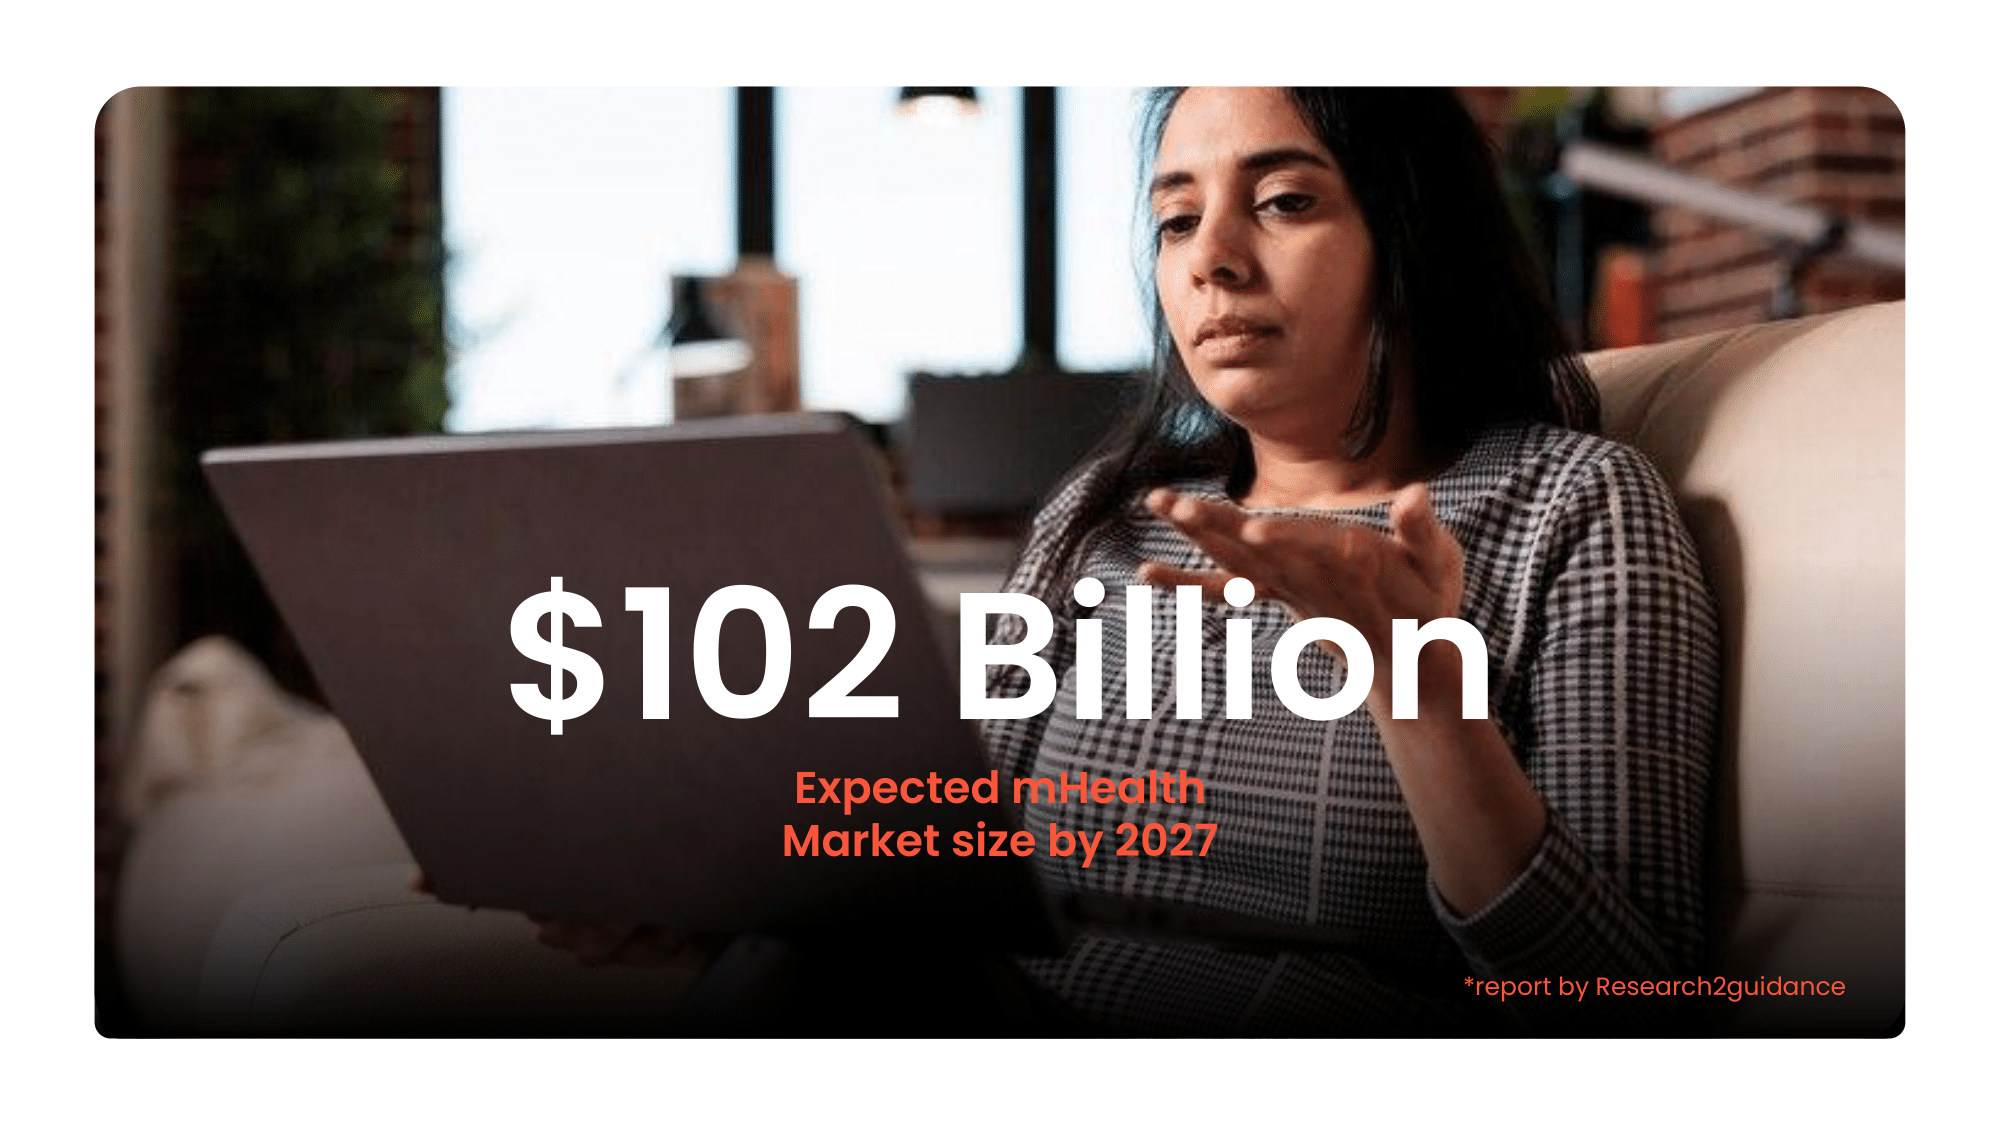 $102 Billion
Expected mHealth
Market size by 2027
*report by Research2guidance